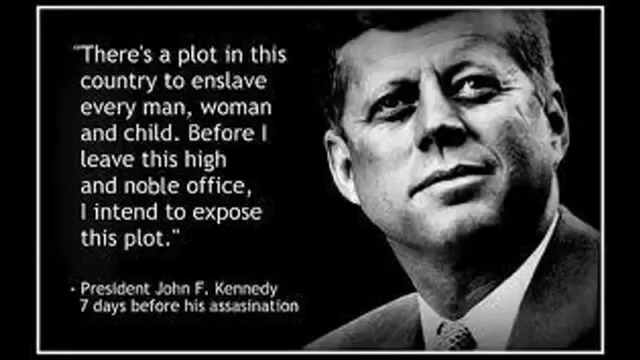 "There's a plot in this
country to enslave
every man, woman
and child. Before I
leave this high
and noble office,
I intend to expose
this plot."
- President John F. Kennedy
7 days before his assasination